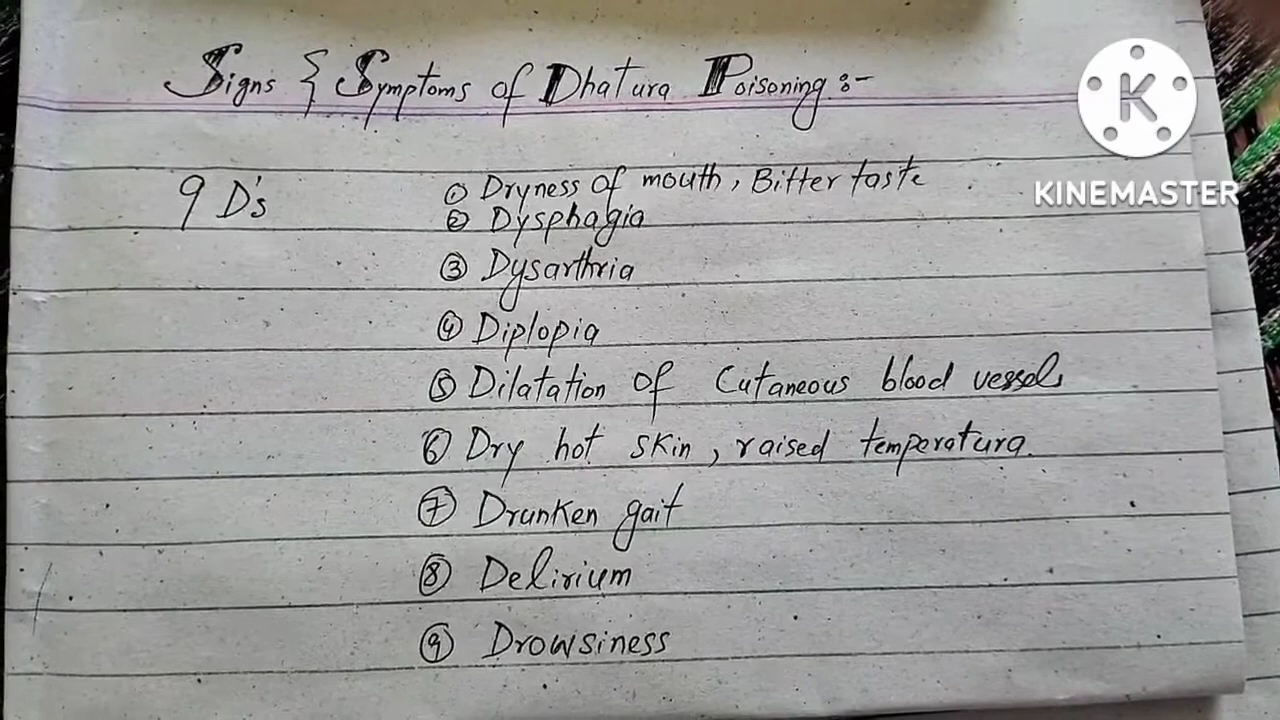 Signs & Symptoms of Dhatura Poisoning :-
9 D's
① Dryness of mouth, Bitter taste
② Dysphagia
③ Dysarthria
④ Diplopia
⑤ Dilatation of Cutaneous blood vessels
⑥ Dry hot skin, raised temperatura.
⑦ Drunken gait
⑧ Delirium
⑨ Drowsiness
K
KINEMASTER